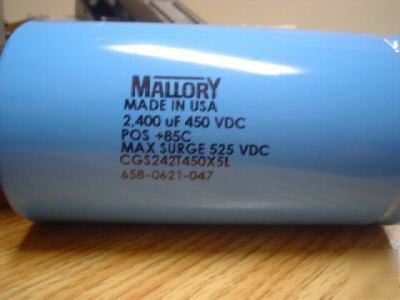 MALLORY
MADE IN USA
2,400 uF 450 VDC
POS +85C
MAX SURGE 525 VDC
CGS242T450X5L
658-0621-047